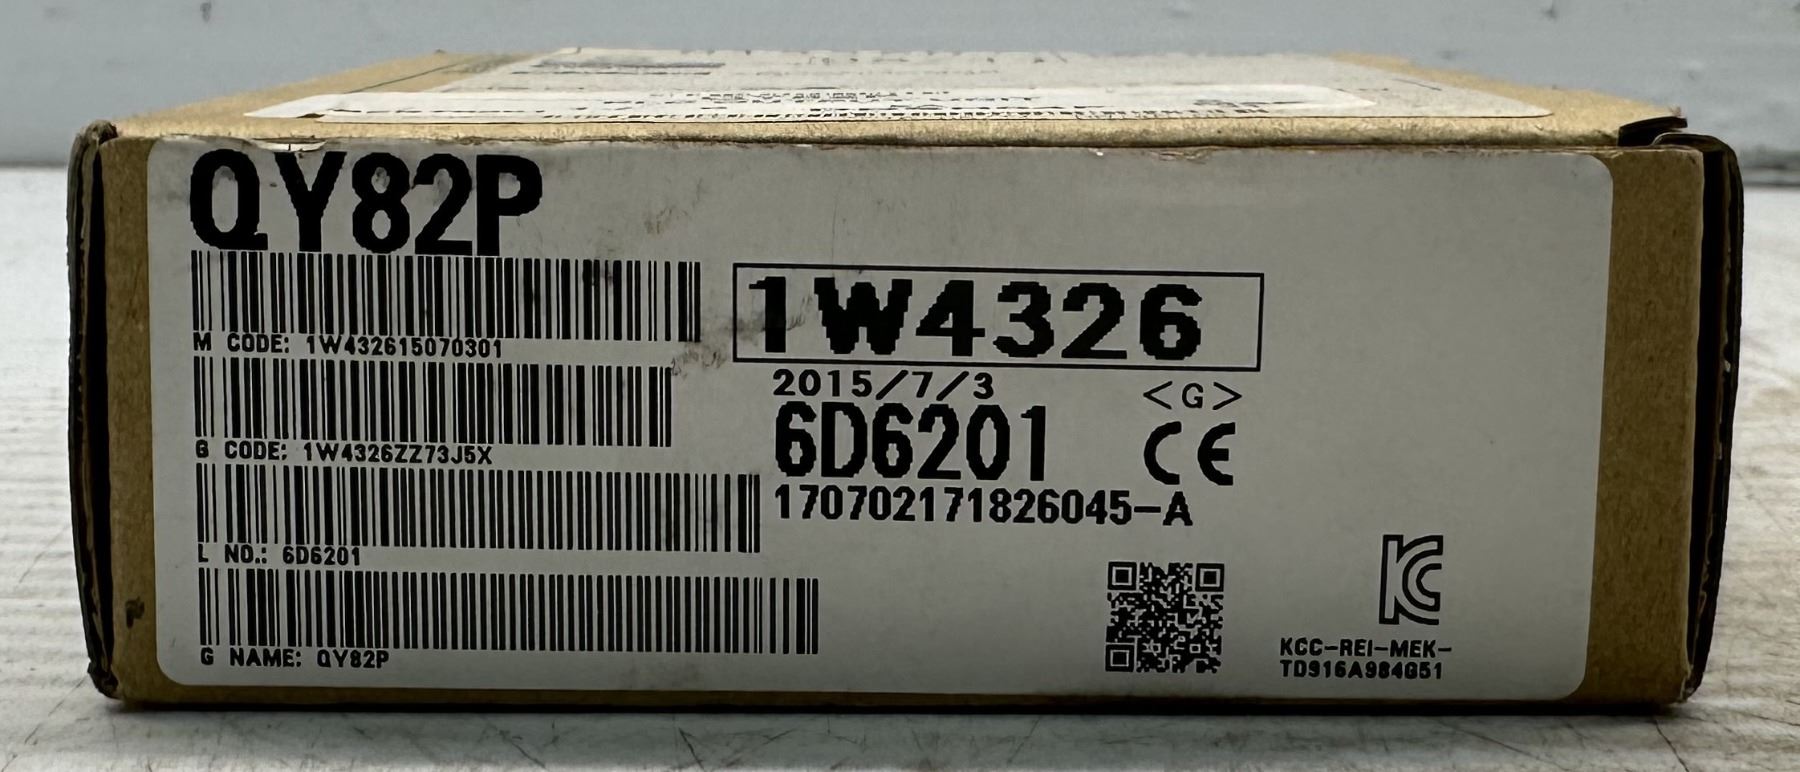 QY82P
M CODE: 1W432615070301
G CODE: 1W4326ZZ73J5X
L NO.: 6D6201
G NAME: QY82P
1W4326
2015/7/3 <G>
6D6201 CE
170702171826045-A
KC
KCC-REI-MEK-
TD916A984G51